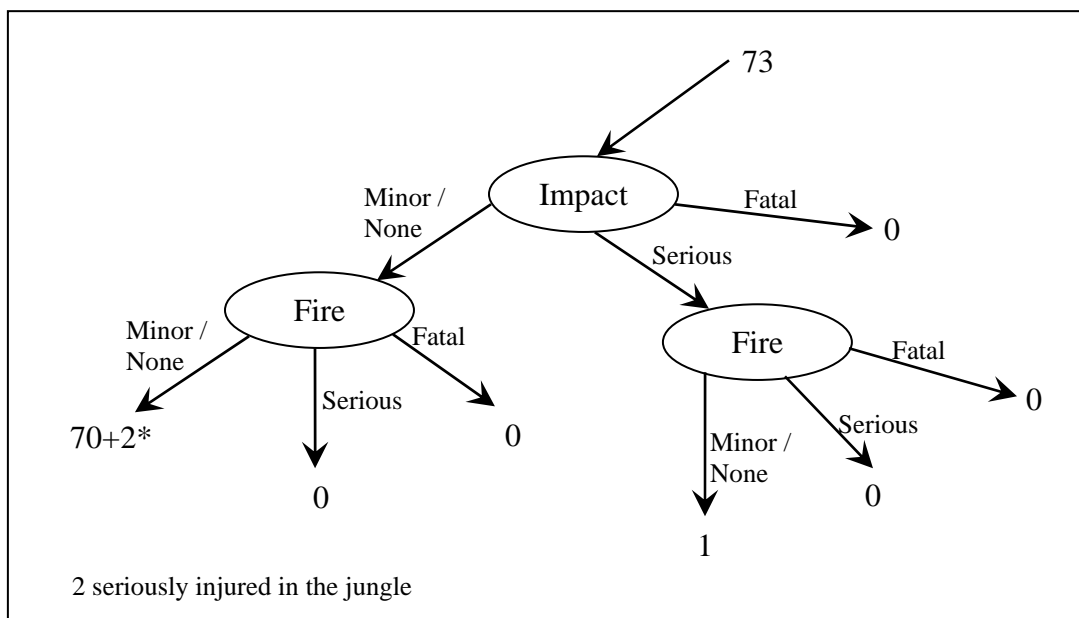 73
Impact
Minor /
None
Fatal
0
Serious
Fire
Fire
Minor /
None
Fatal
Fatal
0
Serious
Serious
70+2*
0
Minor /
None
0
0
1
2 seriously injured in the jungle